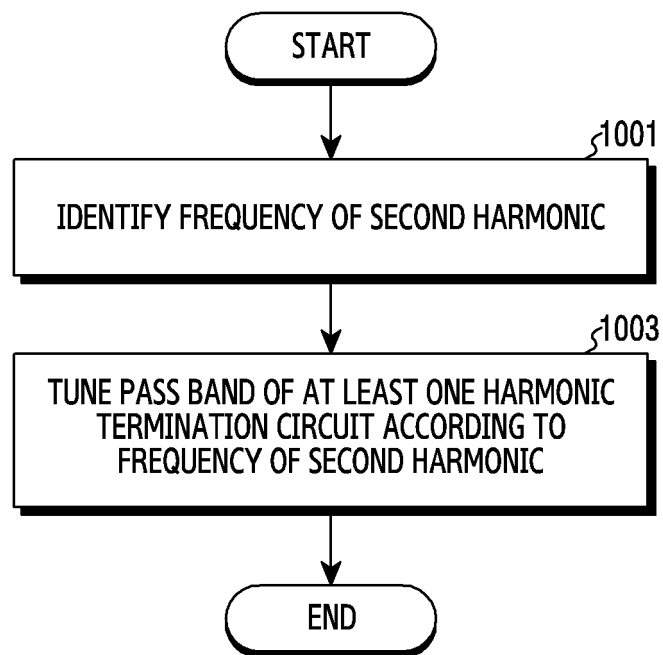 START
1001
IDENTIFY FREQUENCY OF SECOND HARMONIC
1003
TUNE PASS BAND OF AT LEAST ONE HARMONIC
TERMINATION CIRCUIT ACCORDING TO
FREQUENCY OF SECOND HARMONIC
END